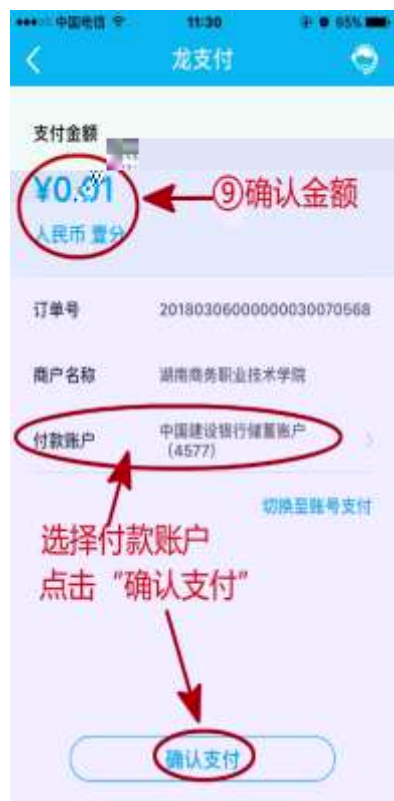 中国电信 11:30 95%
龙支付
支付金额
¥0.01
人民币 壹分
⑨确认金额
订单号 20180306000000030070568
商户名称 湖南商务职业技术学院
付款账户 中国建设银行储蓄账户
(4577)
切换至账号支付
选择付款账户
点击“确认支付”
确认支付